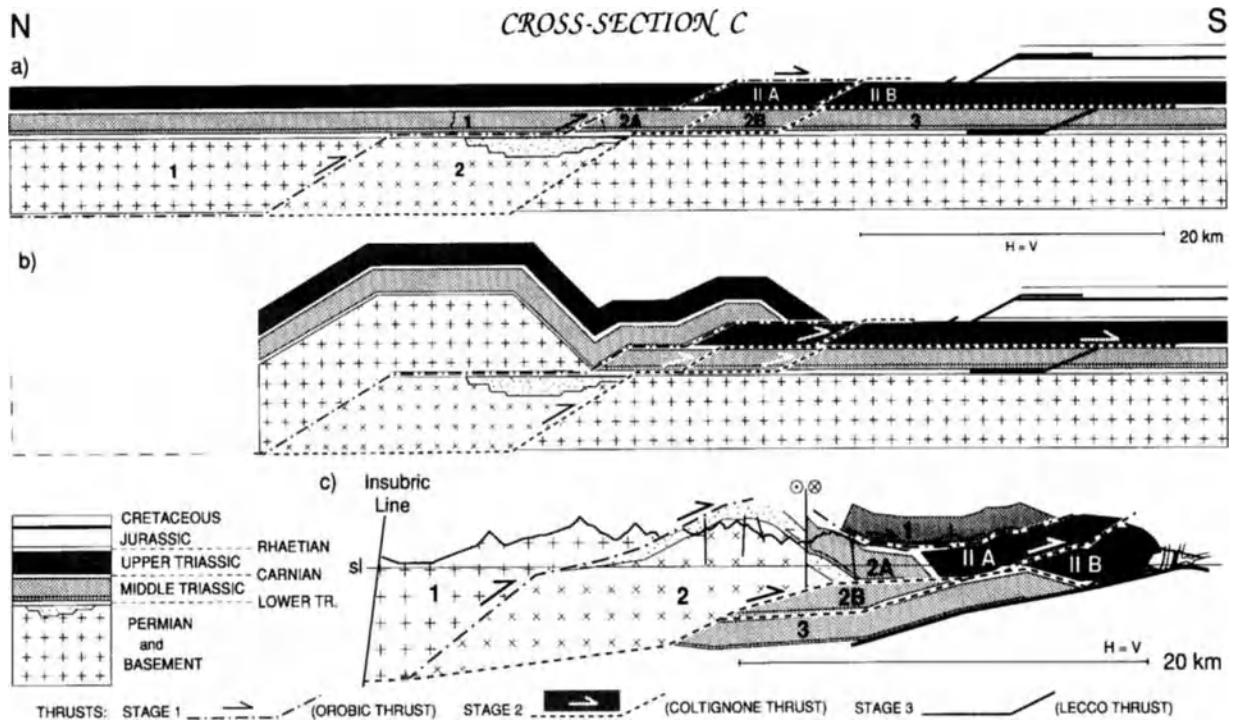 N CROSS-SECTION C S
a)
II A II B
1 2A 2B 3
1 2
20 km
H = V
b)
c) Insubric
Line
CRETACEOUS
JURASSIC
RHAETIAN
UPPER TRIASSIC
CARNIAN
MIDDLE TRIASSIC
LOWER TR.
PERMIAN
and
BASEMENT
sl
1
II A
II B
2A
1 2 2B
3
H = V
20 km
THRUSTS: STAGE 1 (OROBIC THRUST) STAGE 2 (COLTIGNONE THRUST) STAGE 3 (LECCO THRUST)